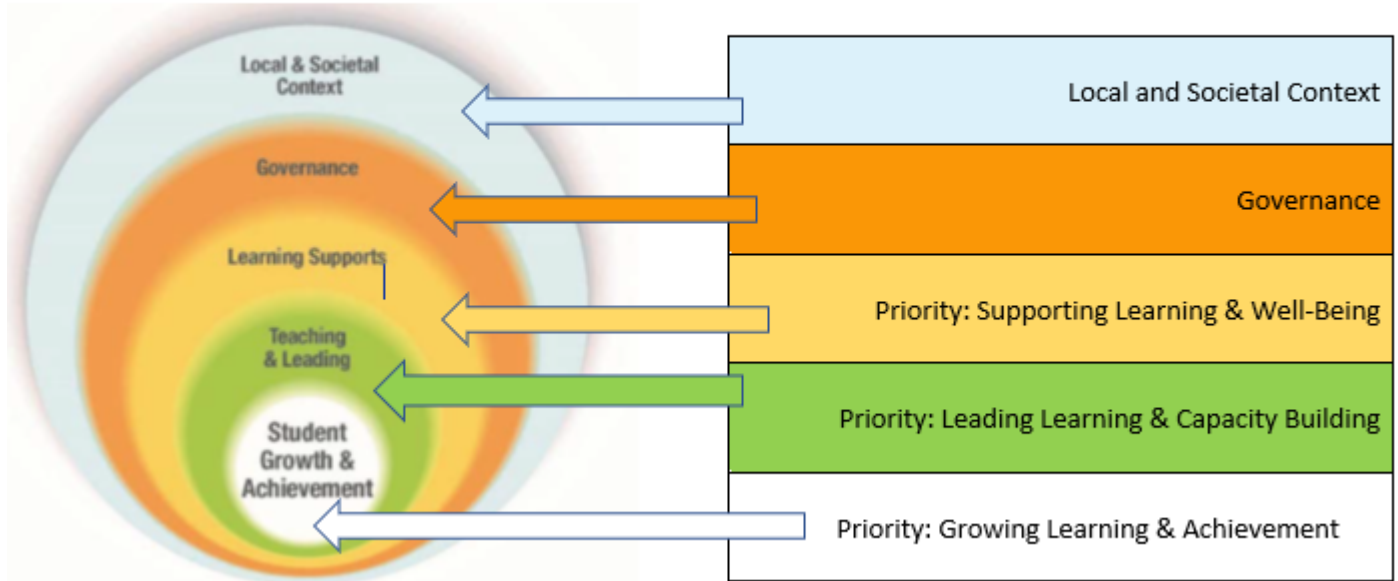 Local & Societal
Context
Governance
Learning Supports
Teaching
& Leading
Student
Growth &
Achievement
Local and Societal Context
Governance
Priority: Supporting Learning & Well-Being
Priority: Leading Learning & Capacity Building
Priority: Growing Learning & Achievement